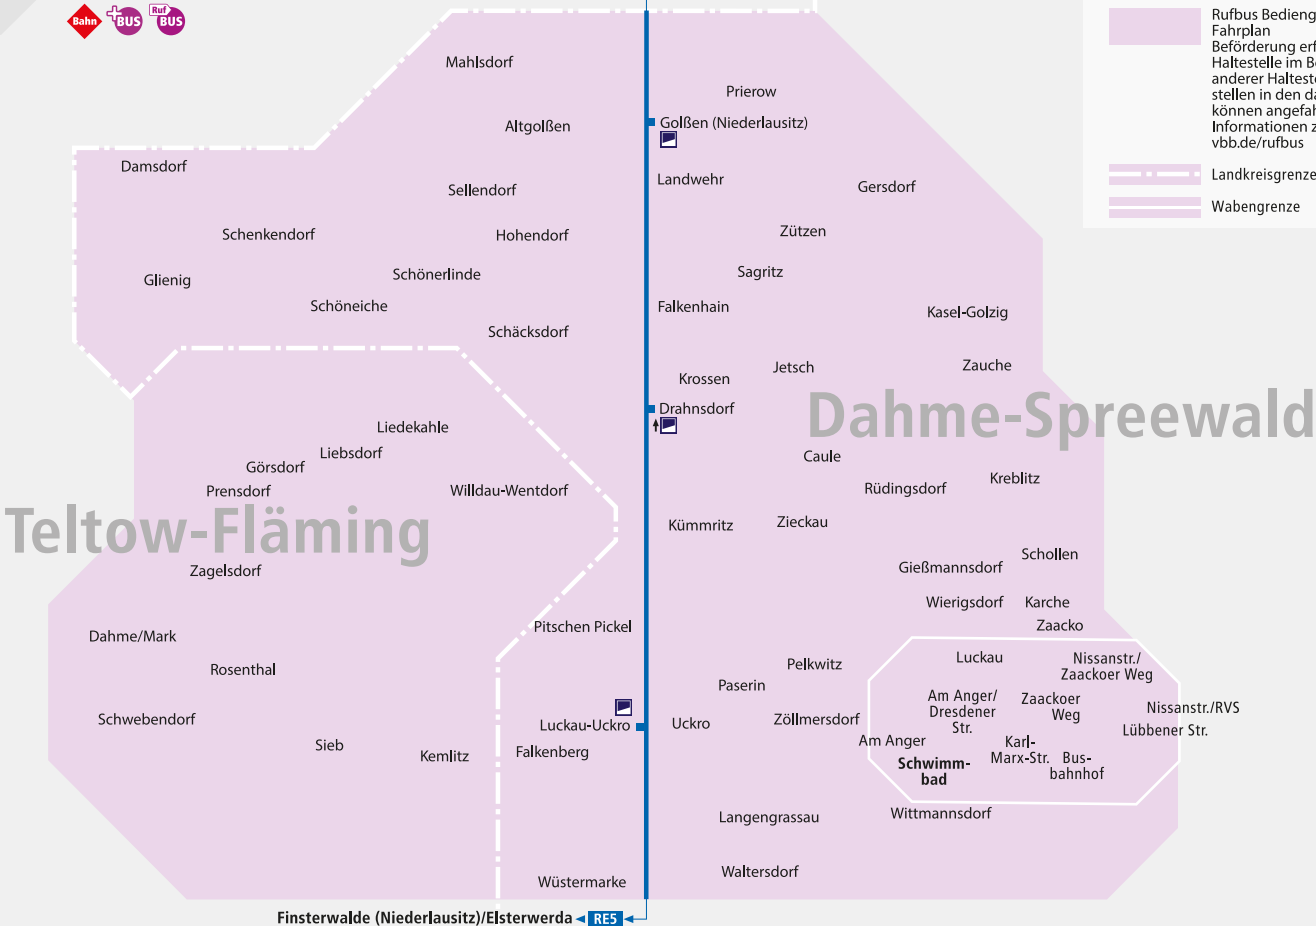 Bahn
+BUS
Ruf BUS
Rufbus Bedieng
Fahrplan
Beförderung erf
Haltestelle im Be
anderer Halteste
stellen in den da
können angefah
Informationen z
vbb.de/rufbus
Landkreisgrenze
Wabengrenze
Mahlsdorf
Prierow
Altgolßen
Golßen (Niederlausitz)
Damsdorf
Sellendorf
Landwehr
Gersdorf
Schenkendorf
Hohendorf
Zützen
Glienig
Schönerlinde
Sagritz
Schöneiche
Falkenhain
Kasel-Golzig
Schäcksdorf
Jetsch
Zauche
Krossen
Drahnsdorf
Dahme-Spreewald
Liedekahle
Liebsdorf
Görsdorf
Caule
Prensdorf
Willdau-Wentdorf
Rüdingsdorf
Kreblitz
Teltow-Fläming
Kümmritz
Zieckau
Zagelsdorf
Gießmannsdorf
Schollen
Wierigsdorf
Karche
Zaacko
Dahme/Mark
Pitschen Pickel
Rosenthal
Pelkwitz
Luckau
Nissanstr./
Zaackoer Weg
Paserin
Am Anger/
Dresdener
Str.
Zaackoer
Weg
Nissanstr./RVS
Schwebendorf
Luckau-Uckro
Uckro
Zöllmersdorf
Lübbener Str.
Sieb
Kemlitz
Falkenberg
Am Anger
Karl-
Marx-Str.
Bus-
bahnhof
Schwimm-
bad
Langengrassau
Wittmannsdorf
Waltersdorf
Wüstermarke
Finsterwalde (Niederlausitz)/Elsterwerda RE5